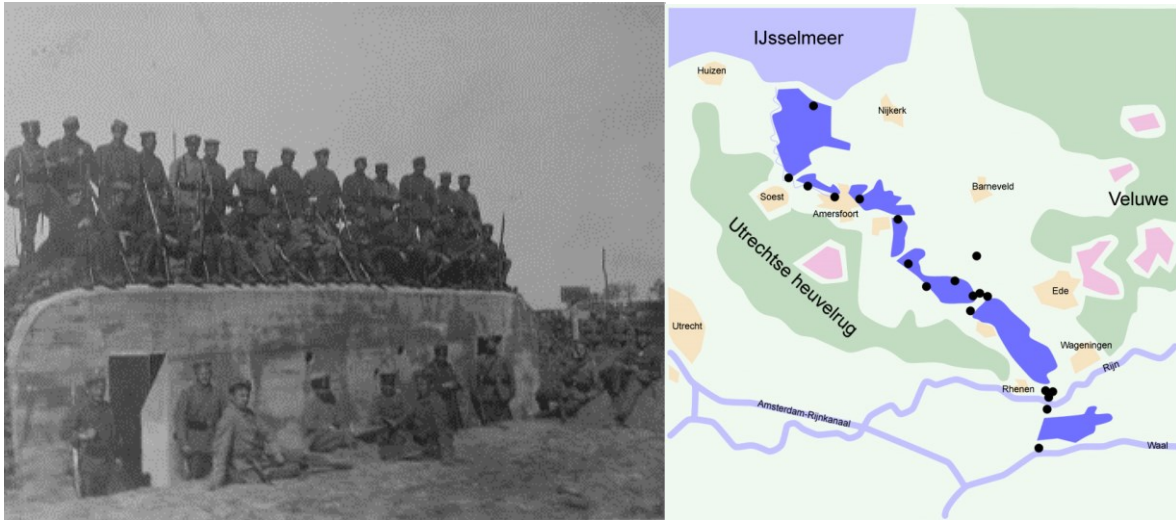 IJsselmeer
Huizen
Nijkerk
Soest
Amersfoort
Barneveld
Veluwe
Utrechtse heuvelrug
Ede
Utrecht
Wageningen
Rijn
Rhenen
Amsterdam-Rijnkanaal
Waal